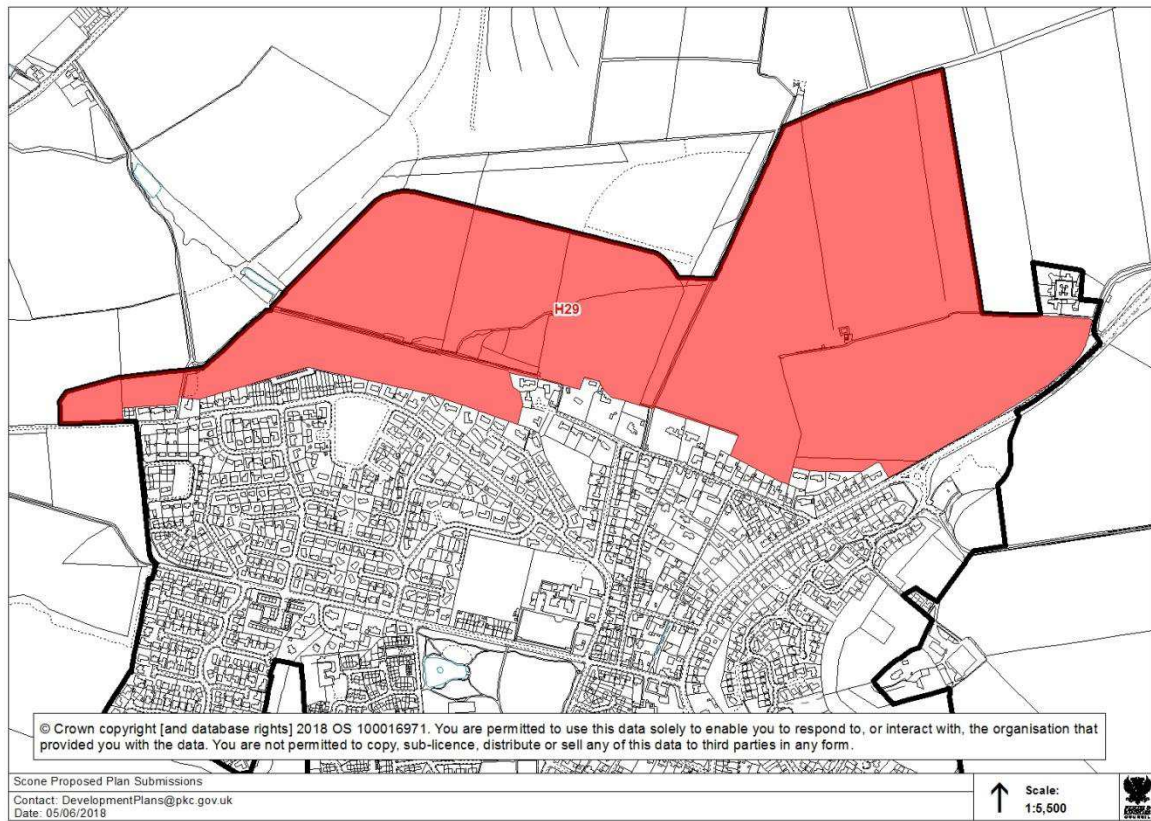 H29
© Crown copyright [and database rights] 2018 OS 100016971. You are permitted to use this data solely to enable you to respond to, or interact with, the organisation that
provided you with the data. You are not permitted to copy, sub-licence, distribute or sell any of this data to third parties in any form.
Scone Proposed Plan Submissions
Contact: DevelopmentPlans@pkc.gov.uk
Date: 05/06/2018
Scale:
1:5,500